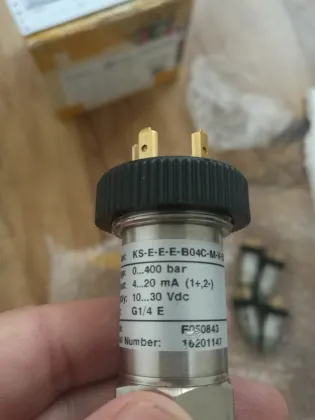 KS-E-E-E-B04C-M-V
0...400 bar
4...20 mA (1+,2-)
10...30 Vdc
G1/4 E
F050843
Number: 16201147